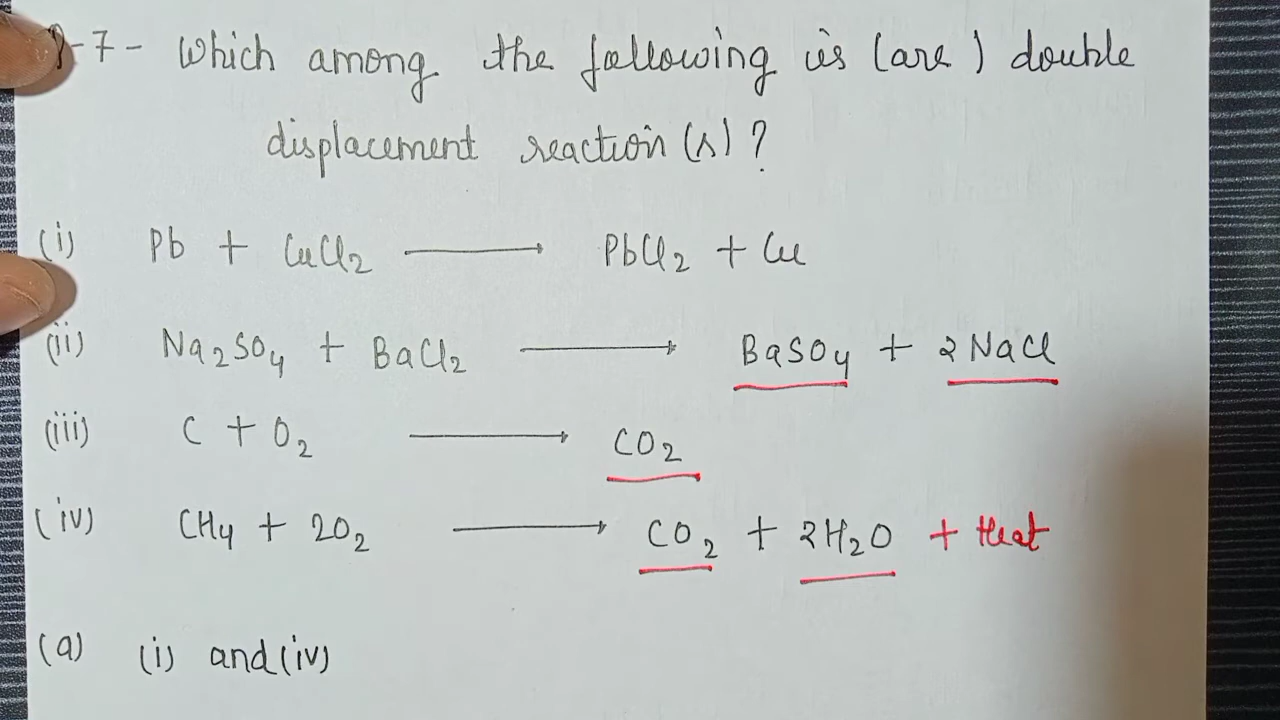 Q-7- Which among the following is (are) double
displacement reaction (s) ?
(i) Pb + CuCl2 ⟶ PbCl2 + Cu
(ii) Na2SO4 + BaCl2 ⟶ BaSO4 + 2NaCl
(iii) C + O2 ⟶ CO2
(iv) CH4 + 2O2 ⟶ CO2 + 2H2O + Heat
(a) (i) and (iv)